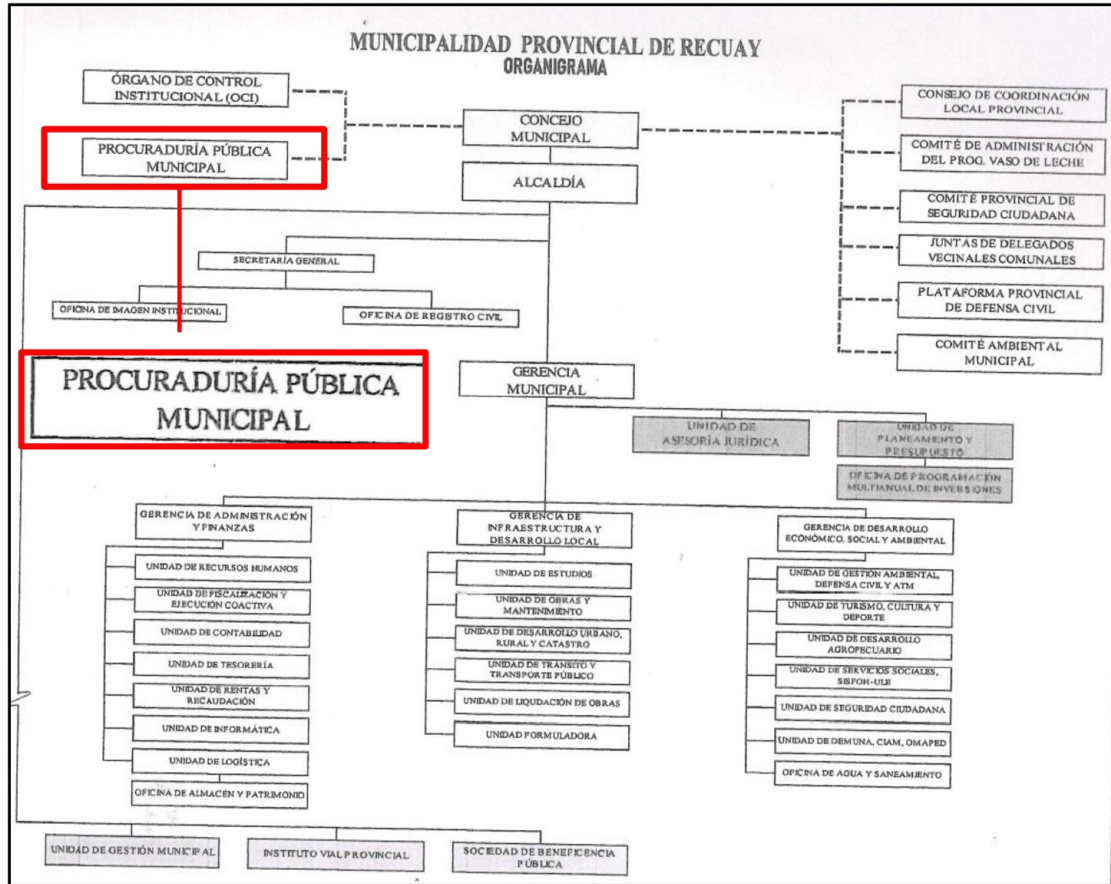 MUNICIPALIDAD PROVINCIAL DE RECUAY
ORGANIGRAMA
ÓRGANO DE CONTROL
INSTITUCIONAL (OCI)
PROCURADURÍA PÚBLICA
MUNICIPAL
CONCEJO
MUNICIPAL
ALCALDÍA
CONSEJO DE COORDINACIÓN
LOCAL PROVINCIAL
COMITÉ DE ADMINISTRACIÓN
DEL PROG. VASO DE LECHE
COMITÉ PROVINCIAL DE
SEGURIDAD CIUDADANA
JUNTAS DE DELEGADOS
VECINALES COMUNALES
PLATAFORMA PROVINCIAL
DE DEFENSA CIVIL
COMITÉ AMBIENTAL
MUNICIPAL
SECRETARÍA GENERAL
OFICINA DE IMAGEN INSTITUCIONAL
OFICINA DE REGISTRO CIVIL
PROCURADURÍA PÚBLICA
MUNICIPAL
GERENCIA
MUNICIPAL
UNIDAD DE
ASESORÍA JURÍDICA
UNIDAD DE
PLANEAMIENTO Y
PRESUPUESTO
OFICINA DE PROGRAMACIÓN
MULTIANUAL DE INVERSIONES
GERENCIA DE ADMINISTRACIÓN
Y FINANZAS
UNIDAD DE RECURSOS HUMANOS
UNIDAD DE FISCALIZACIÓN Y
EJECUCIÓN COACTIVA
UNIDAD DE CONTABILIDAD
UNIDAD DE TESORERÍA
UNIDAD DE RENTAS Y
RECAUDACIÓN
UNIDAD DE INFORMÁTICA
UNIDAD DE LOGÍSTICA
OFICINA DE ALMACÉN Y PATRIMONIO
GERENCIA DE
INFRAESTRUCTURA Y
DESARROLLO LOCAL
UNIDAD DE ESTUDIOS
UNIDAD DE OBRAS Y
MANTENIMIENTO
UNIDAD DE DESARROLLO URBANO,
RURAL Y CATASTRO
UNIDAD DE TRÁNSITO Y
TRANSPORTE PÚBLICO
UNIDAD DE LIQUDACIÓN DE OBRAS
UNIDAD FORMULADORA
GERENCIA DE DESARROLLO
ECONÓMICO, SOCIAL Y AMBIENTAL
UNIDAD DE GESTIÓN AMBIENTAL,
DEFENSA CIVIL Y ATM
UNIDAD DE TURISMO, CULTURA Y
DEPORTE
UNIDAD DE DESARROLLO
AGROPECUARIO
UNIDAD DE SERVICIOS SOCIALES,
SISFOH-ULE
UNIDAD DE SEGURIDAD CIUDADANA
UNIDAD DE DEMUNA, CIAM, OMAPED
OFICINA DE AGUA Y SANEAMIENTO
UNIDAD DE GESTIÓN MUNICIPAL
INSTITUTO VIAL PROVINCIAL
SOCIEDAD DE BENEFICENCIA
PÚBLICA